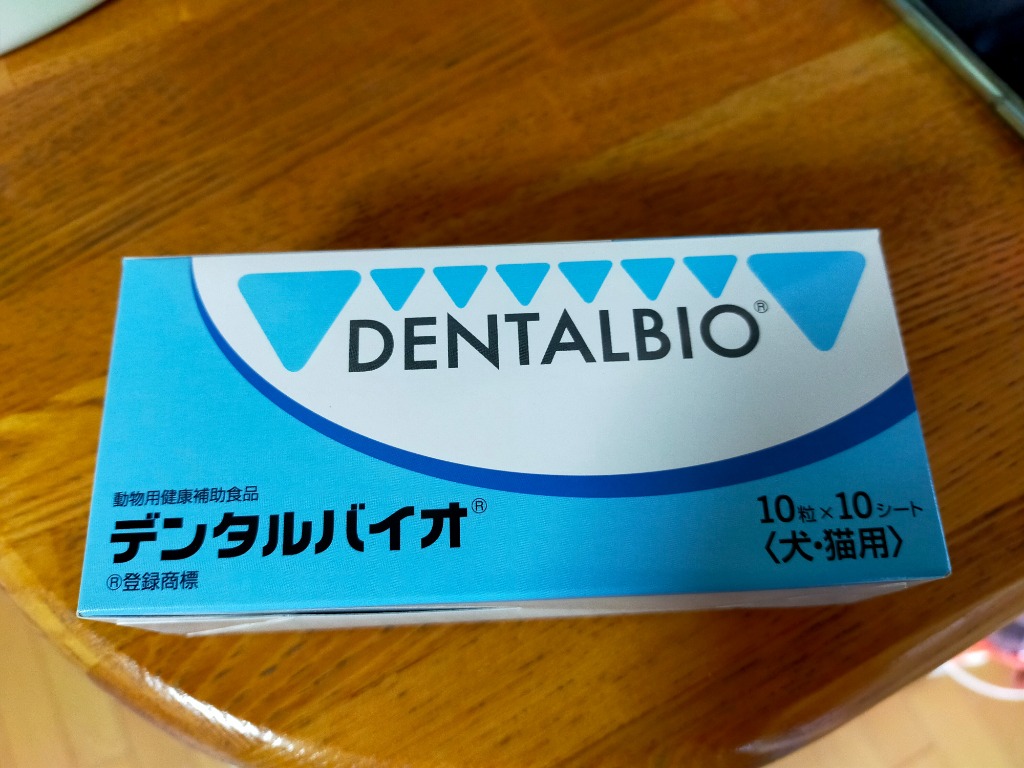 DENTALBIO®
動物用健康補助食品
デンタルバイオ®
®登録商標
10粒×10シート
〈犬・猫用〉